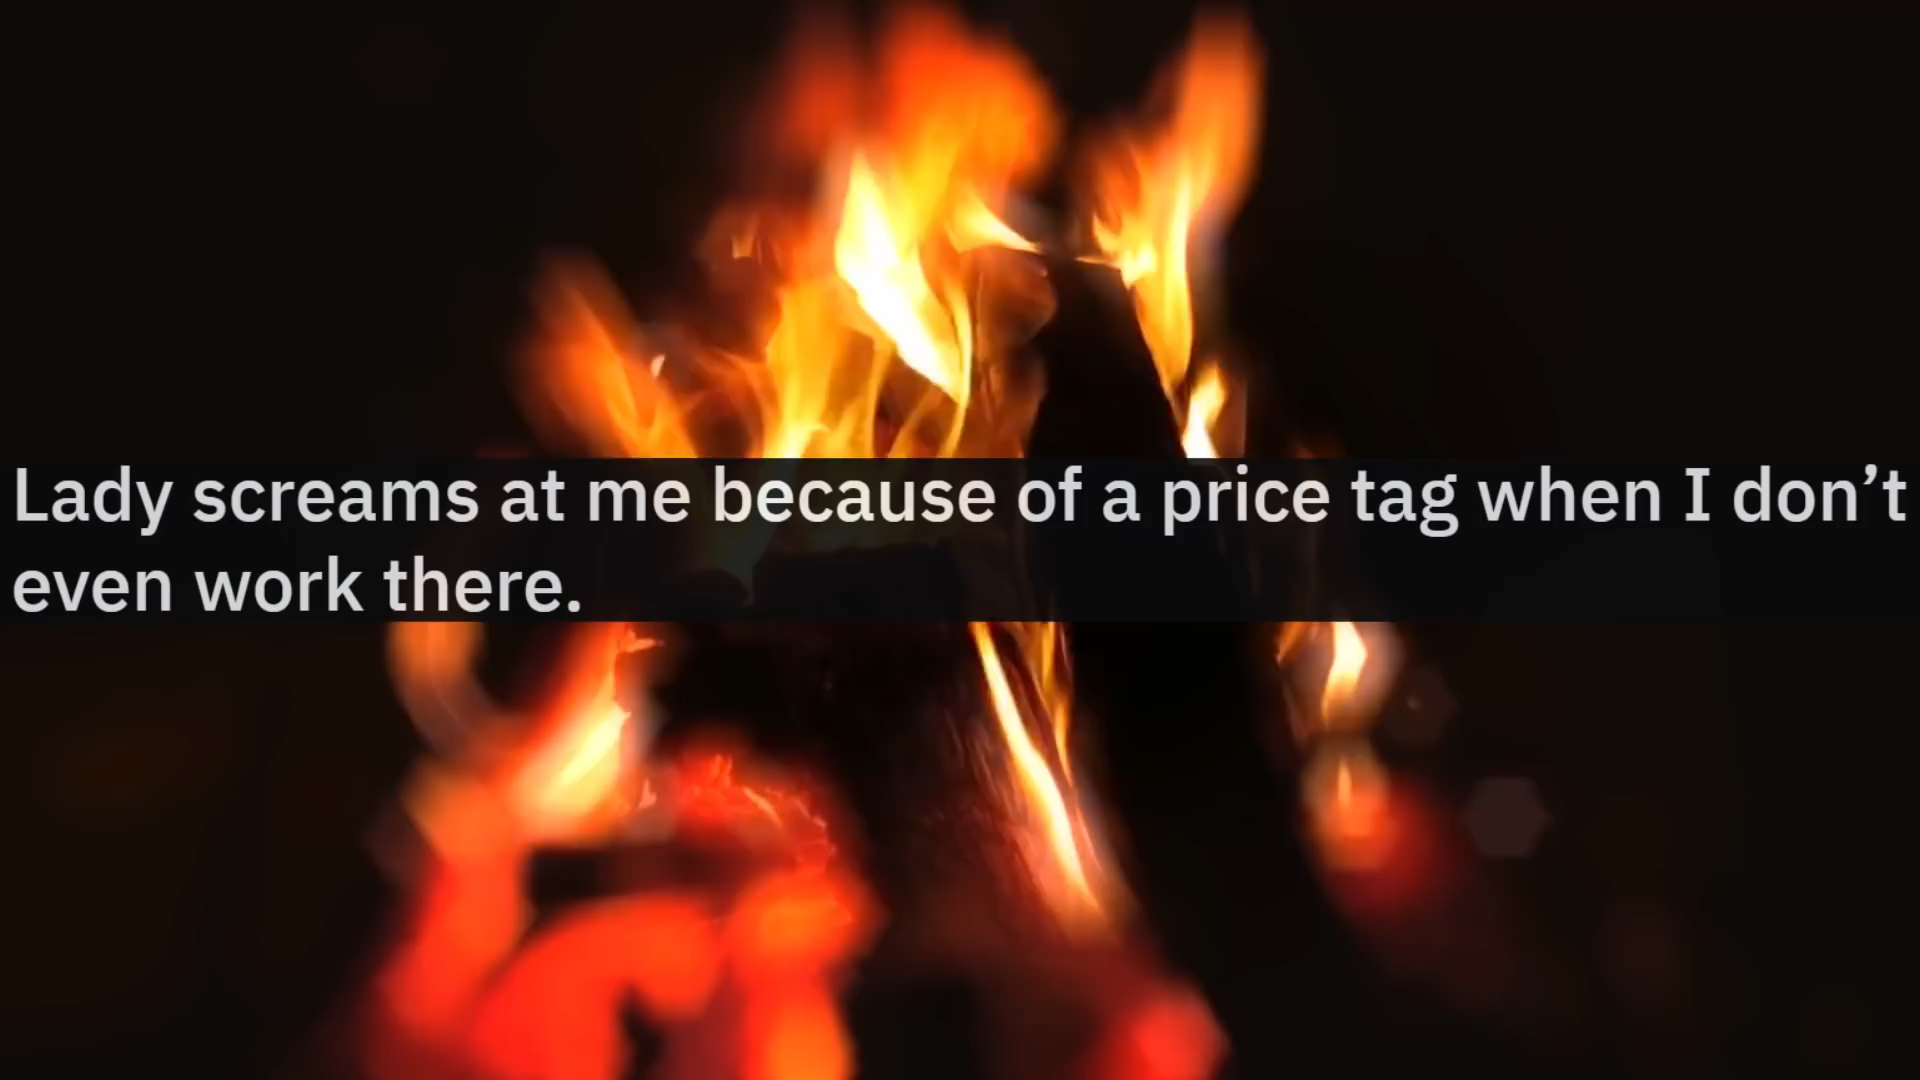 Lady screams at me because of a price tag when I don’t
even work there.